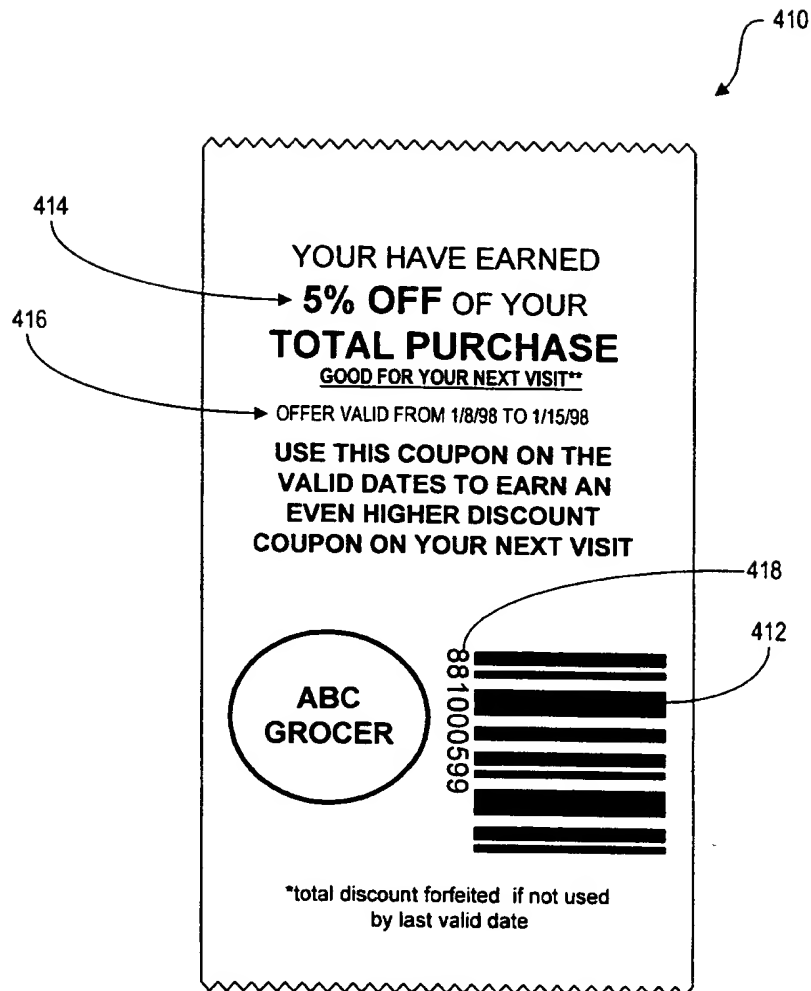 410
414
YOUR HAVE EARNED
5% OFF OF YOUR
416
TOTAL PURCHASE
GOOD FOR YOUR NEXT VISIT**
OFFER VALID FROM 1/8/98 TO 1/15/98
USE THIS COUPON ON THE
VALID DATES TO EARN AN
EVEN HIGHER DISCOUNT
COUPON ON YOUR NEXT VISIT
418
412
ABC
GROCER
881000599
*total discount forfeited if not used
by last valid date